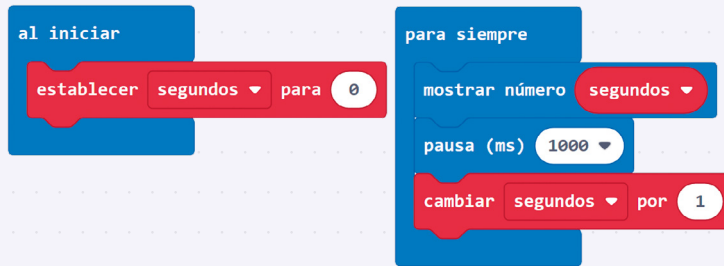 al iniciar
establecer segundos para 0
para siempre
mostrar número segundos
pausa (ms) 1000
cambiar segundos por 1